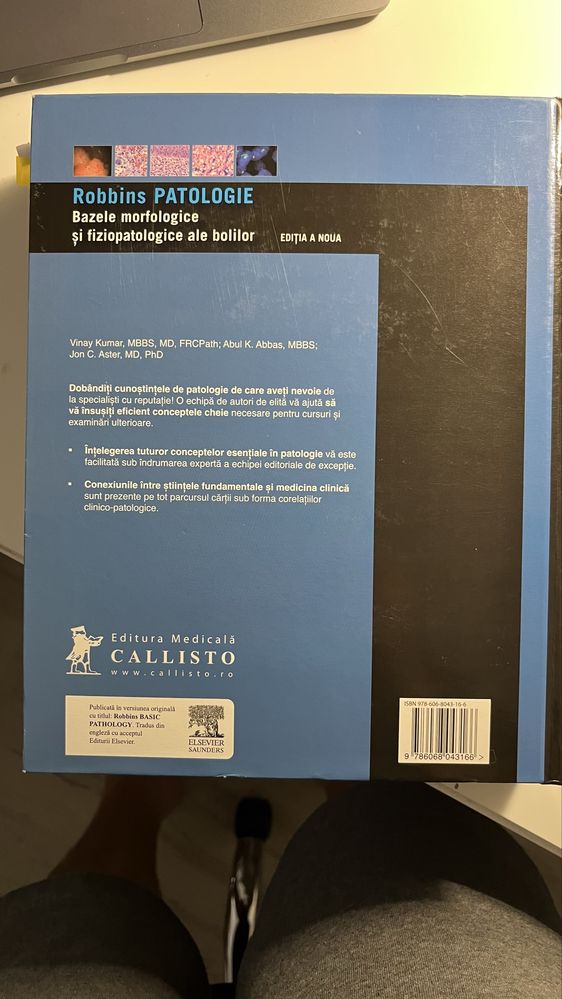 Robbins PATOLOGIE
Bazele morfologice
și fiziopatologice ale bolilor EDIȚIA A NOUA
Vinay Kumar, MBBS, MD, FRCPath; Abul K. Abbas, MBBS;
Jon C. Aster, MD, PhD
Dobândiți cunoștințele de patologie de care aveți nevoie de
la specialiști cu reputație! O echipă de autori de elită vă ajută să
vă însușiți eficient conceptele cheie necesare pentru cursuri și
examinări ulterioare.
• Înțelegerea tuturor conceptelor esențiale în patologie vă este
facilitată sub îndrumarea expertă a echipei editoriale de excepție.
• Conexiunile între științele fundamentale și medicina clinică
sunt prezente pe tot parcursul cărții sub forma corelațiilor
clinico-patologice.
Editura Medicală
CALLISTO
www.callisto.ro
Publicată în versiunea originală
cu titlul: Robbins BASIC
PATHOLOGY. Tradus din
engleză cu acceptul
Editurii Elsevier.
ELSEVIER
SAUNDERS
ISBN 978-606-8043-16-6
9 786068 043166 >